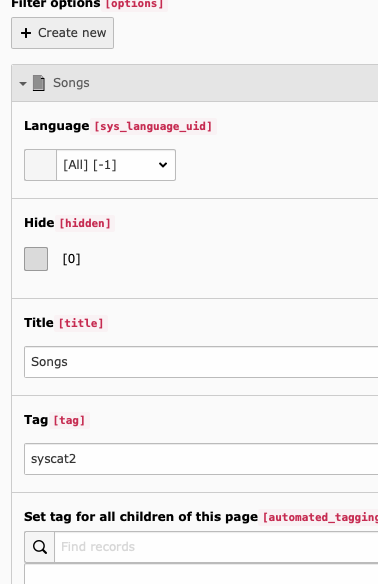 Filter options [options]
+ Create new
Songs
Language [sys_language_uid]
[All] [-1]
Hide [hidden]
[0]
Title [title]
Songs
Tag [tag]
syscat2
Set tag for all children of this page [automated_tagging
Find records